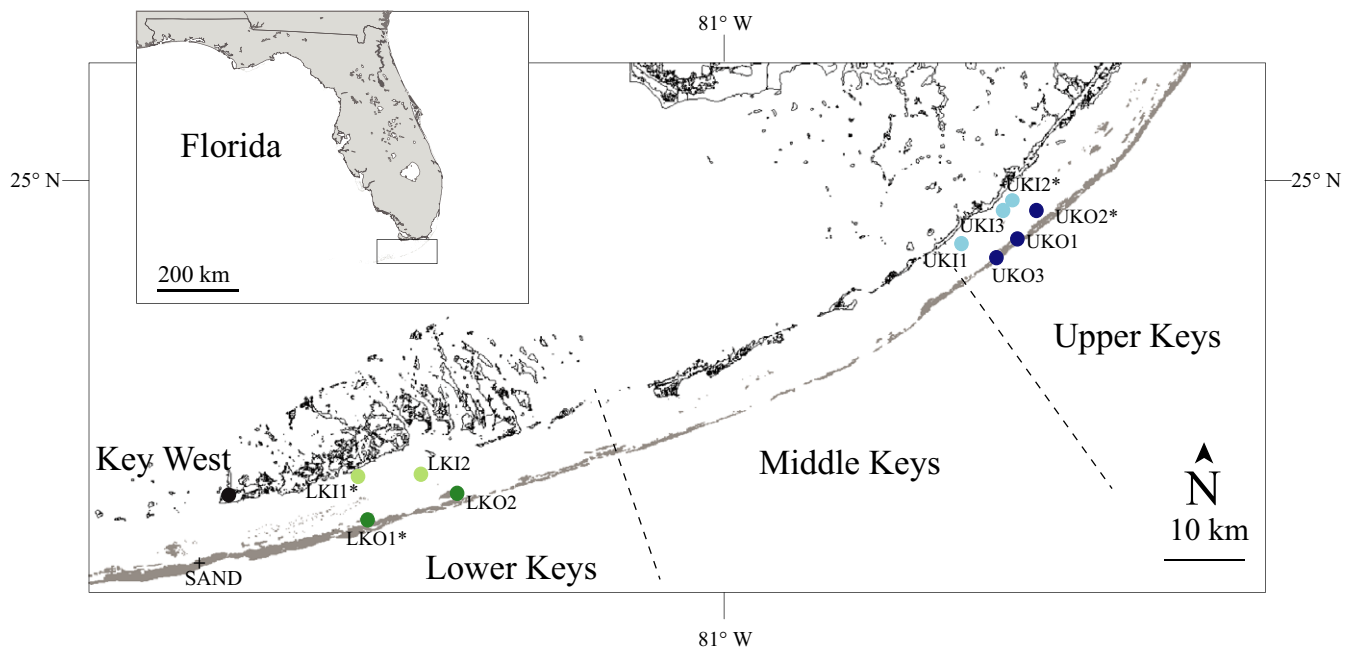 81° W
Florida
25° N
25° N
UKI2*
UKO2*
UKI3
UKO1
UKI1
UKO3
200 km
Upper Keys
Key West
LKI2
Middle Keys
LKI1*
LKO2
N
LKO1*
10 km
Lower Keys
SAND
81° W